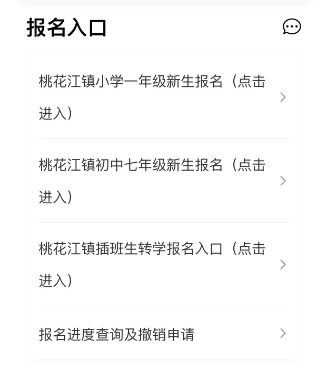 报名入口
桃花江镇小学一年级新生报名（点击
进入）
桃花江镇初中七年级新生报名（点击
进入）
桃花江镇插班生转学报名入口（点击
进入）
报名进度查询及撤销申请